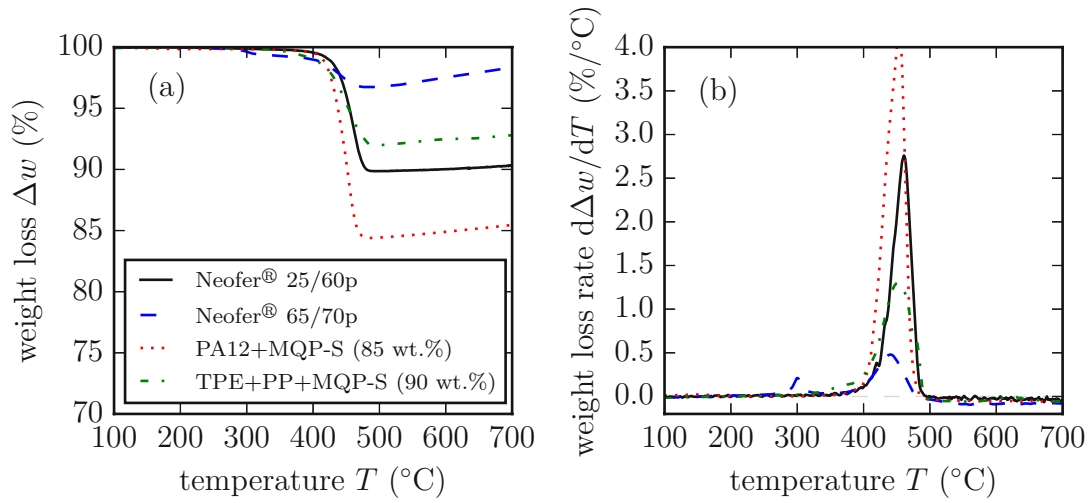 (a)
weight loss Δw (%)
100
95
90
85
80
75
70
Neofer® 25/60p
Neofer® 65/70p
PA12+MQP-S (85 wt.%)
TPE+PP+MQP-S (90 wt.%)
100 200 300 400 500 600 700
temperature T (°C)
(b)
weight loss rate dΔw/dT (%/°C)
4.0
3.5
3.0
2.5
2.0
1.5
1.0
0.5
0.0
100 200 300 400 500 600 700
temperature T (°C)